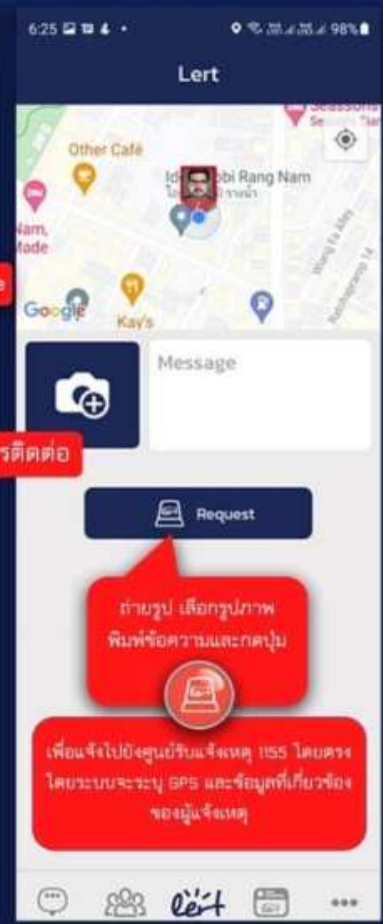 6:25
98%
Lert
Other Café
Rang Nam
Google
Kay's
Message
รติดต่อ
Request
ถ่ายรูป เลือกรูปภาพ
พิมพ์ข้อความและกดปุ่ม
เพื่อแจ้งไปยังศูนย์รับแจ้งเหตุ 1155 โดยตรง
โดยระบบจะระบุ GPS และข้อมูลที่เกี่ยวข้อง
ของผู้แจ้งเหตุ
lert